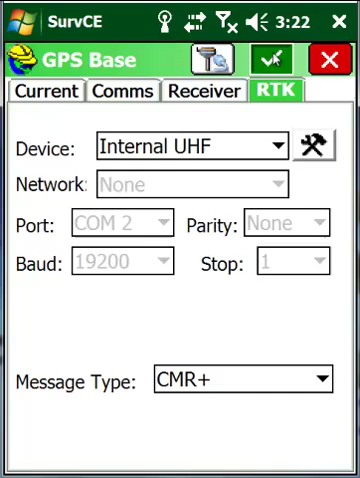 SurvCE 3:22
GPS Base
Current Comms Receiver RTK
Device: Internal UHF
Network: None
Port: COM 2 Parity: None
Baud: 19200 Stop: 1
Message Type: CMR+